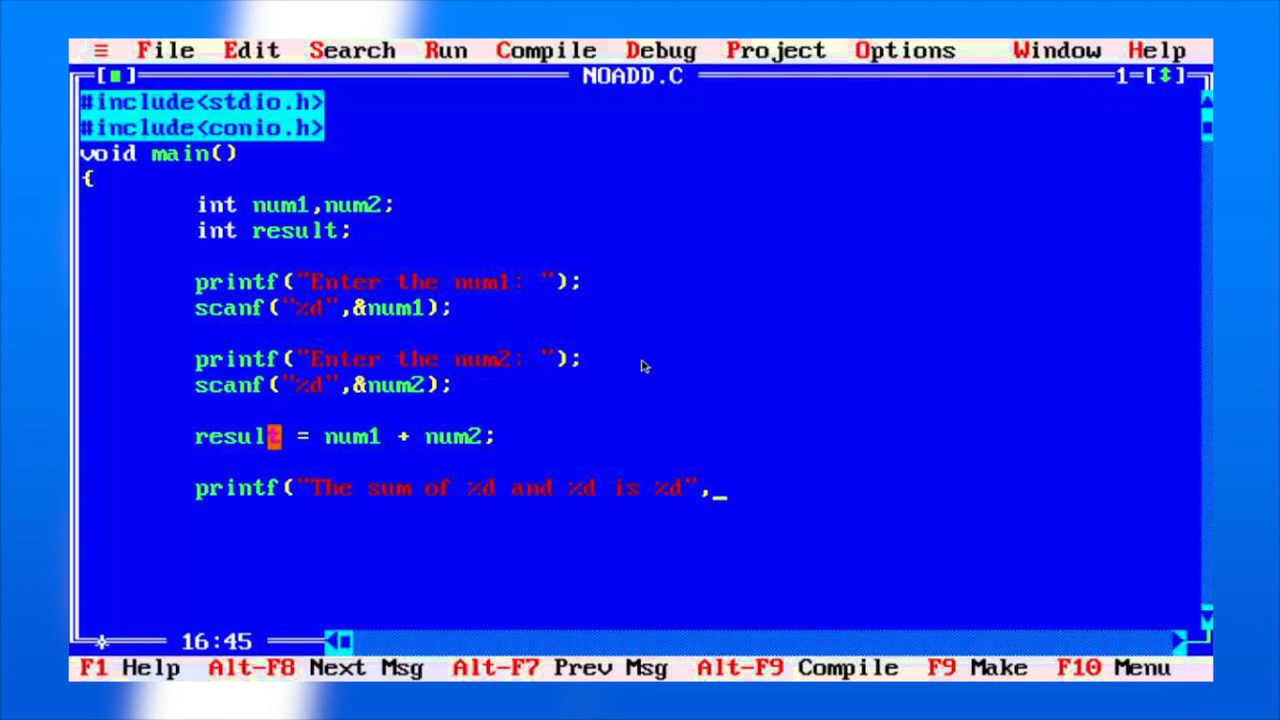 ≡ File Edit Search Run Compile Debug Project Options Window Help
[■] NOADD.C 1=[↕]
#include<stdio.h>
#include<conio.h>
void main()
{
int num1,num2;
int result;
printf("Enter the num1: ");
scanf("%d",&num1);
printf("Enter the num2: ");
scanf("%d",&num2);
result = num1 + num2;
printf("The sum of %d and %d is %d",_
16:45
F1 Help Alt-F8 Next Msg Alt-F7 Prev Msg Alt-F9 Compile F9 Make F10 Menu